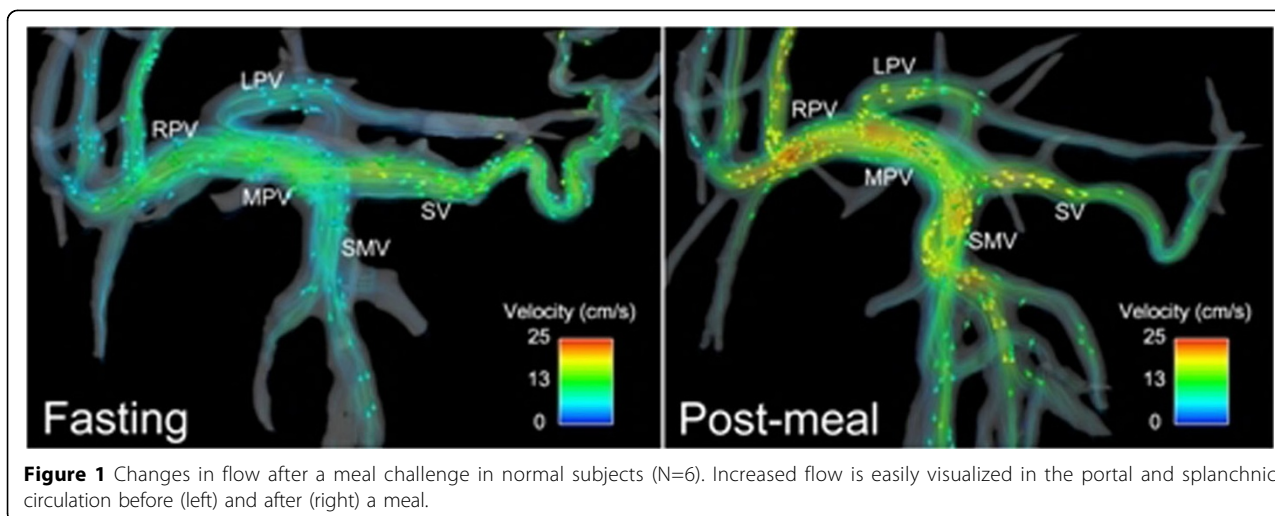 LPV
RPV
MPV
SV
SMV
Velocity (cm/s)
25
13
0
Fasting
LPV
RPV
MPV
SV
SMV
Velocity (cm/s)
25
13
0
Post-meal
Figure 1 Changes in flow after a meal challenge in normal subjects (N=6). Increased flow is easily visualized in the portal and splanchnic
circulation before (left) and after (right) a meal.